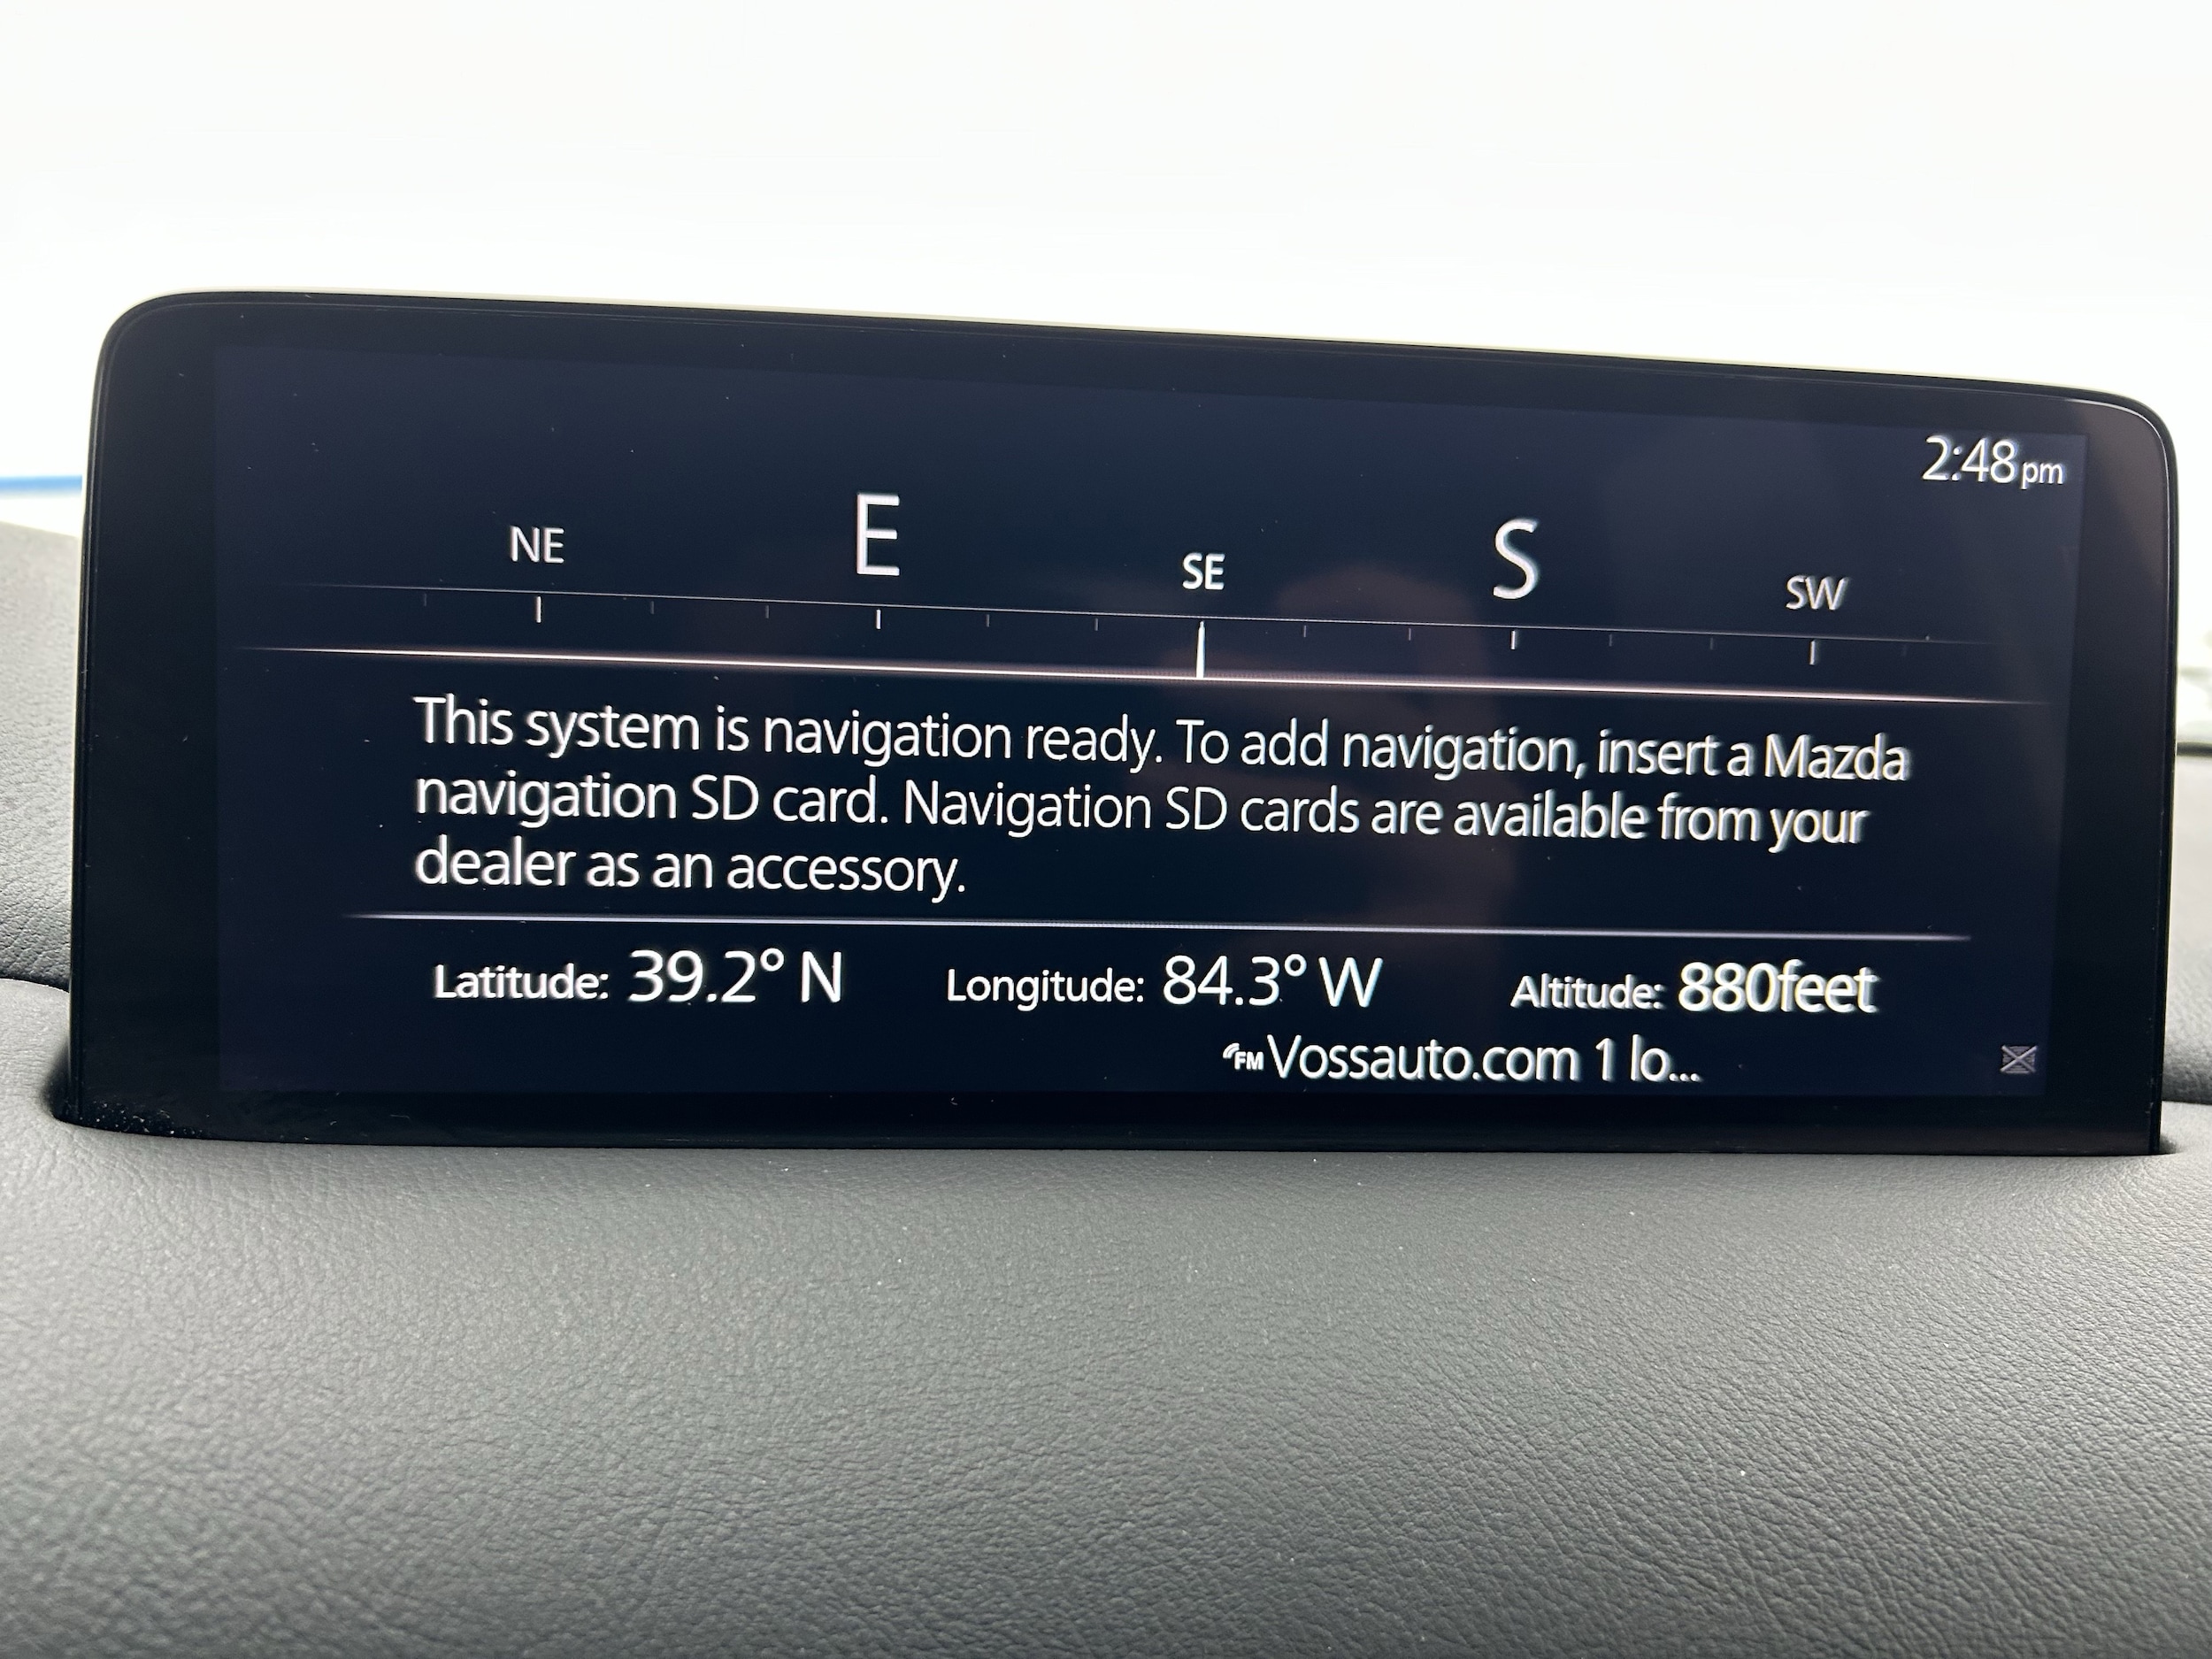 2:48 pm
NE E SE S SW
This system is navigation ready. To add navigation, insert a Mazda
navigation SD card. Navigation SD cards are available from your
dealer as an accessory.
Latitude: 39.2° N Longitude: 84.3° W Altitude: 880feet
FM Vossauto.com 1 lo...